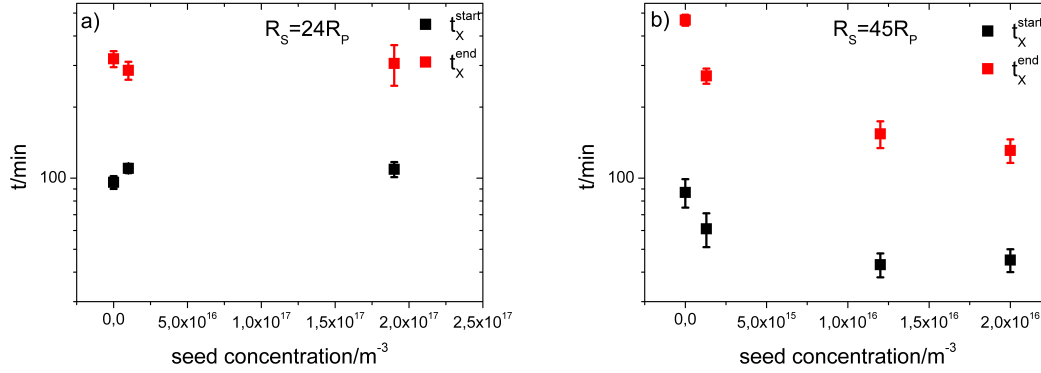 a)
R_S=24R_P
t_X^start
t_X^end
t/min
100
0,0
5,0x10^16
1,0x10^17
1,5x10^17
2,0x10^17
2,5x10^17
seed concentration/m^-3
b)
R_S=45R_P
t_X^start
t_X^end
t/min
100
0,0
5,0x10^15
1,0x10^16
1,5x10^16
2,0x10^16
seed concentration/m^-3